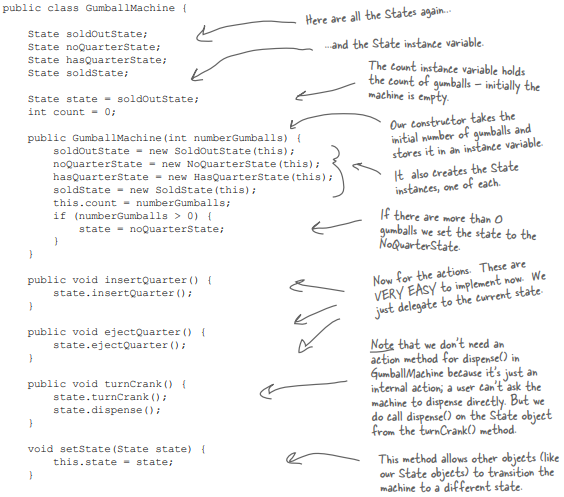 public class GumballMachine {
Here are all the States again...
State soldOutState;
State noQuarterState;
State hasQuarterState;
State soldState;
...and the State instance variable.
State state = soldOutState;
int count = 0;
The count instance variable holds
the count of gumballs – initially the
machine is empty.
public GumballMachine(int numberGumballs) {
soldOutState = new SoldOutState(this);
noQuarterState = new NoQuarterState(this);
hasQuarterState = new HasQuarterState(this);
soldState = new SoldState(this);
this.count = numberGumballs;
if (numberGumballs > 0) {
state = noQuarterState;
}
}
Our constructor takes the
initial number of gumballs and
stores it in an instance variable.
It also creates the State
instances, one of each.
If there are more than 0
gumballs we set the state to the
NoQuarterState.
public void insertQuarter() {
state.insertQuarter();
}
Now for the actions. These are
VERY EASY to implement now. We
just delegate to the current state.
public void ejectQuarter() {
state.ejectQuarter();
}
public void turnCrank() {
state.turnCrank();
state.dispense();
}
Note that we don't need an
action method for dispense() in
GumballMachine because it's just an
internal action; a user can't ask the
machine to dispense directly. But we
do call dispense() on the State object
from the turnCrank() method.
void setState(State state) {
this.state = state;
}
This method allows other objects (like
our State objects) to transition the
machine to a different state.